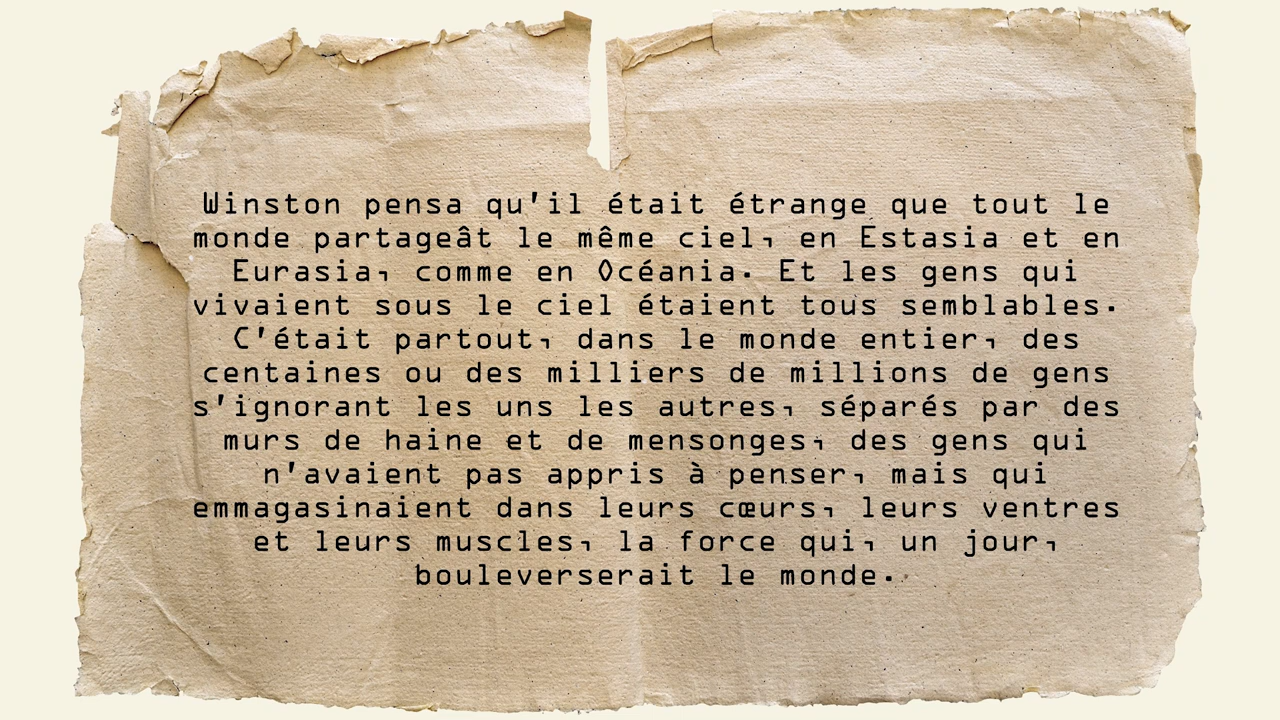 Winston pensa qu'il était étrange que tout le
monde partageât le même ciel, en Estasia et en
Eurasia, comme en Océania. Et les gens qui
vivaient sous le ciel étaient tous semblables.
C'était partout, dans le monde entier, des
centaines ou des milliers de millions de gens
s'ignorant les uns les autres, séparés par des
murs de haine et de mensonges, des gens qui
n'avaient pas appris à penser, mais qui
emmagasinaient dans leurs cœurs, leurs ventres
et leurs muscles, la force qui, un jour,
bouleverserait le monde.